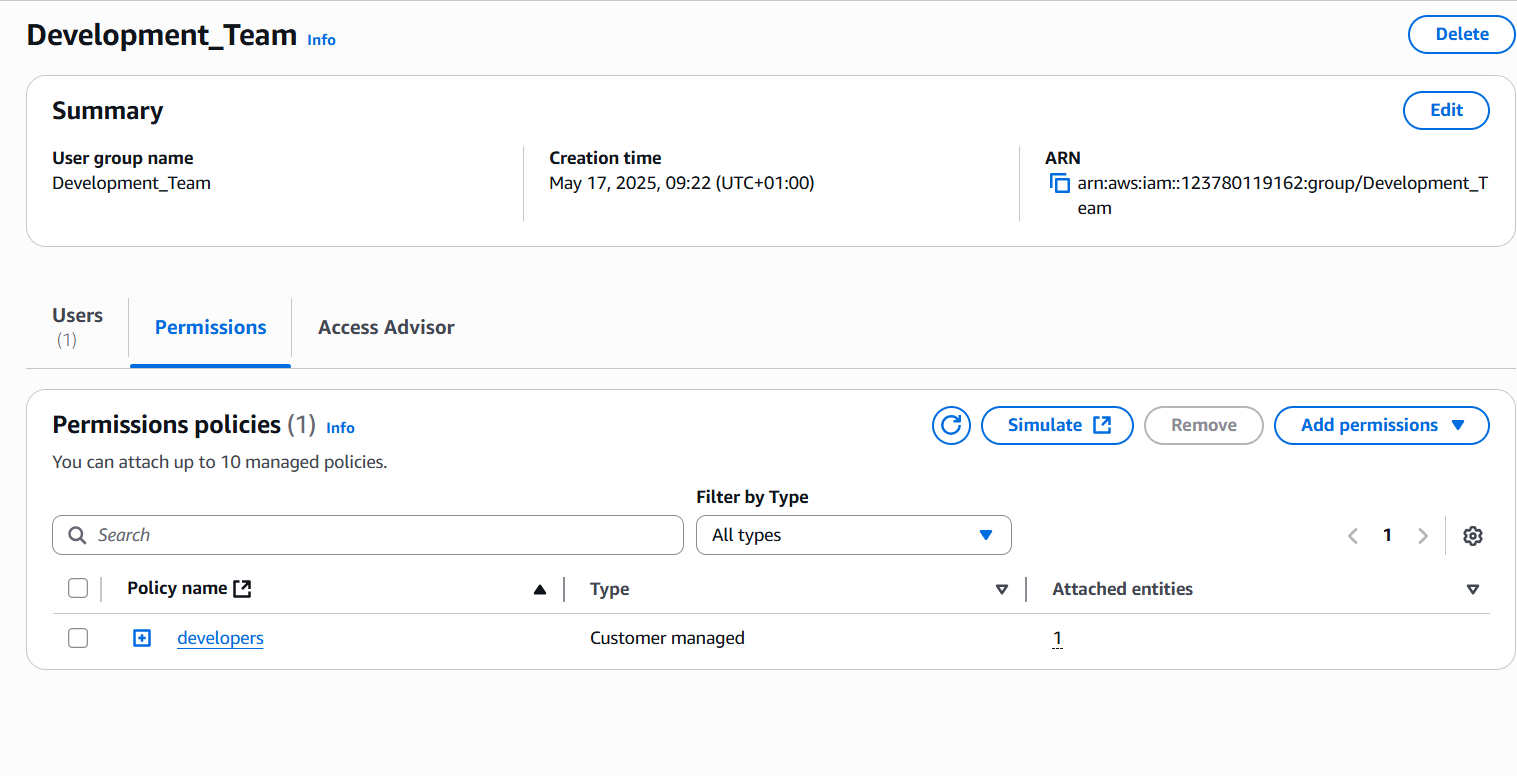 Development_Team Info
Delete
Summary
Edit
User group name
Development_Team
Creation time
May 17, 2025, 09:22 (UTC+01:00)
ARN
arn:aws:iam::123780119162:group/Development_T
eam
Users
(1)
Permissions
Access Advisor
Permissions policies (1) Info
You can attach up to 10 managed policies.
Simulate
Remove
Add permissions
Filter by Type
Search
All types
1
Policy name
Type
Attached entities
developers
Customer managed
1